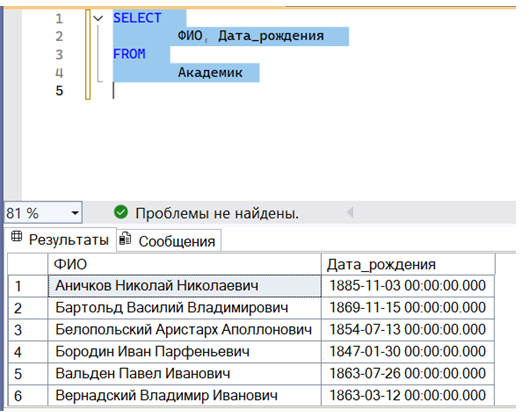 1 SELECT
2 ФИО, Дата_рождения
3 FROM
4 Академик
5
81 %
Проблемы не найдены.
Результаты Сообщения
ФИО Дата_рождения
1 Аничков Николай Николаевич 1885-11-03 00:00:00.000
2 Бартольд Василий Владимирович 1869-11-15 00:00:00.000
3 Белопольский Аристарх Аполлонович 1854-07-13 00:00:00.000
4 Бородин Иван Парфеньевич 1847-01-30 00:00:00.000
5 Вальден Павел Иванович 1863-07-26 00:00:00.000
6 Вернадский Владимир Иванович 1863-03-12 00:00:00.000